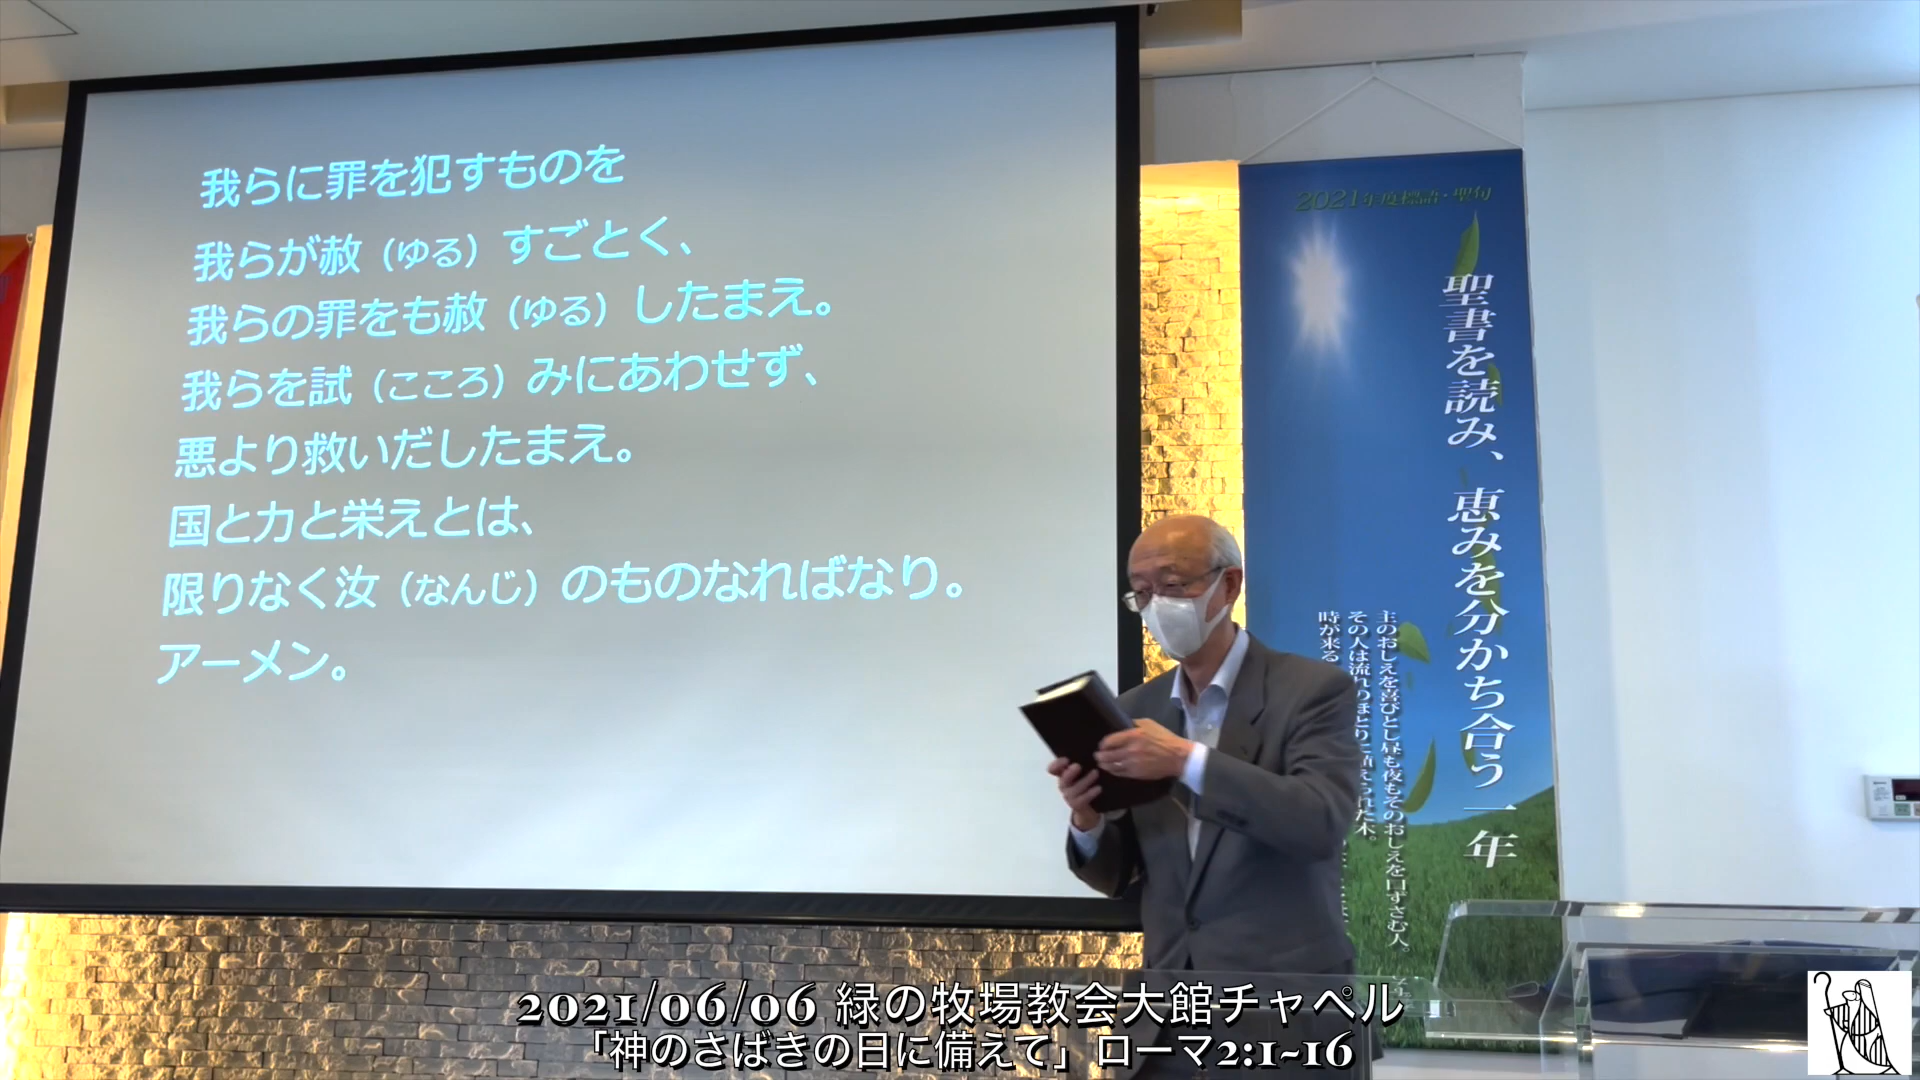 我らに罪を犯すものを
我らが赦（ゆる）すごとく、
我らの罪をも赦（ゆる）したまえ。
我らを試（こころ）みにあわせず、
悪より救いだしたまえ。
国と力と栄えとは、
限りなく汝（なんじ）のものなればなり。
アーメン。
2021年度標語・聖句
聖書を読み、恵みを分かち合う一年
主のおしえを喜びとし昼も夜もそのおしえを口ずさむ人。
その人は流れのほとりに植えられた木。
時が来る
2021/06/06 緑の牧場教会大館チャペル
「神のさばきの日に備えて」ローマ2:1~16